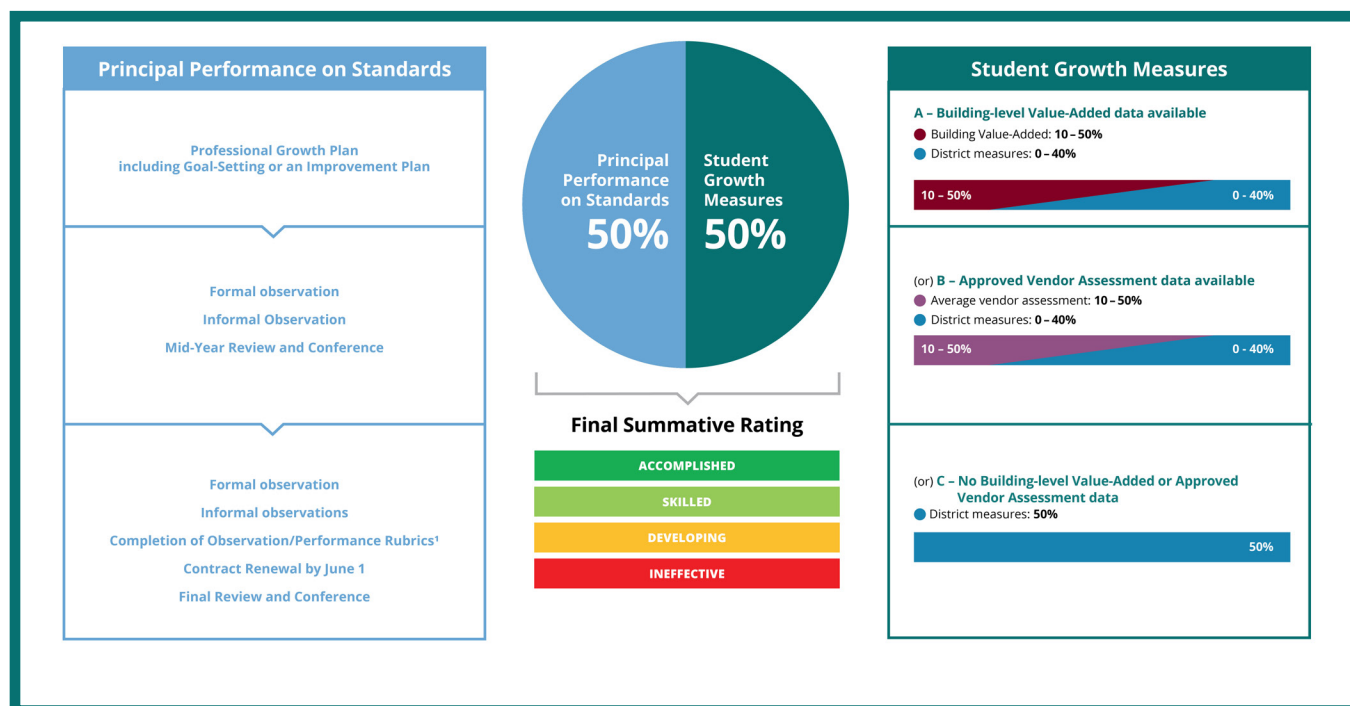 Principal Performance on Standards
Professional Growth Plan
including Goal-Setting or an Improvement Plan
Formal observation
Informal Observation
Mid-Year Review and Conference
Formal observation
Informal observations
Completion of Observation/Performance Rubrics¹
Contract Renewal by June 1
Final Review and Conference
Principal
Performance
on Standards
50%
Student
Growth
Measures
50%
Final Summative Rating
ACCOMPLISHED
SKILLED
DEVELOPING
INEFFECTIVE
Student Growth Measures
A – Building-level Value-Added data available
Building Value-Added: 10 – 50%
District measures: 0 – 40%
10 – 50% 0 - 40%
(or) B – Approved Vendor Assessment data available
Average vendor assessment: 10 – 50%
District measures: 0 – 40%
10 – 50% 0 - 40%
(or) C – No Building-level Value-Added or Approved
Vendor Assessment data
District measures: 50%
50%